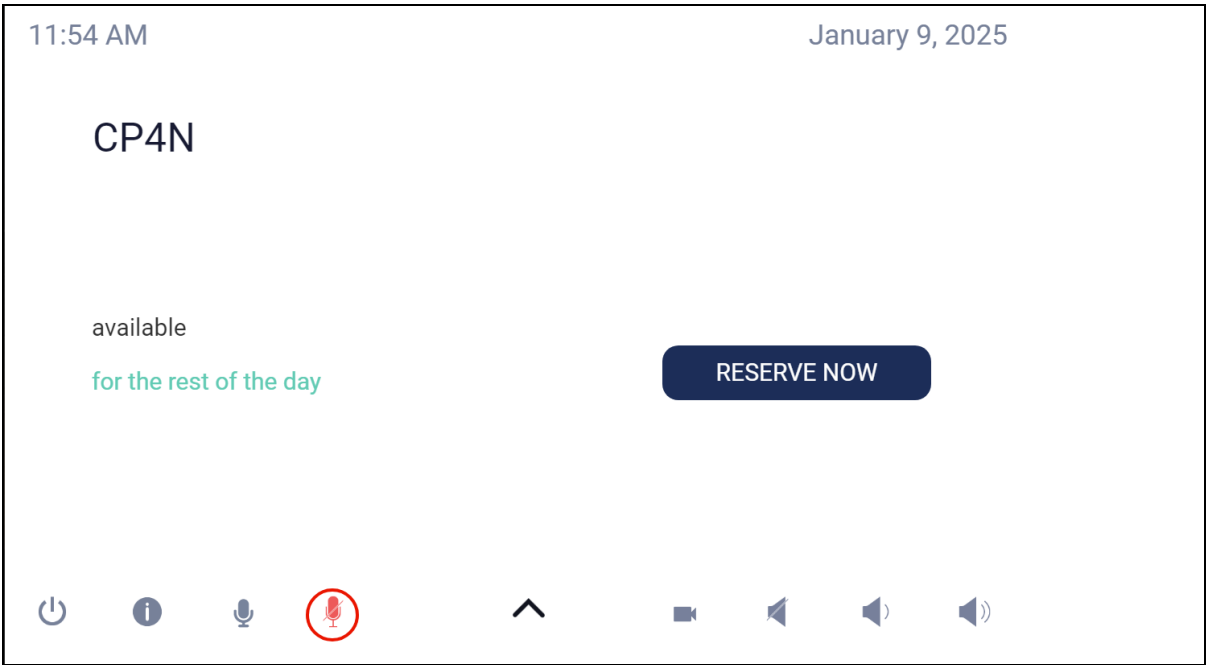 11:54 AM
January 9, 2025
CP4N
available
for the rest of the day
RESERVE NOW